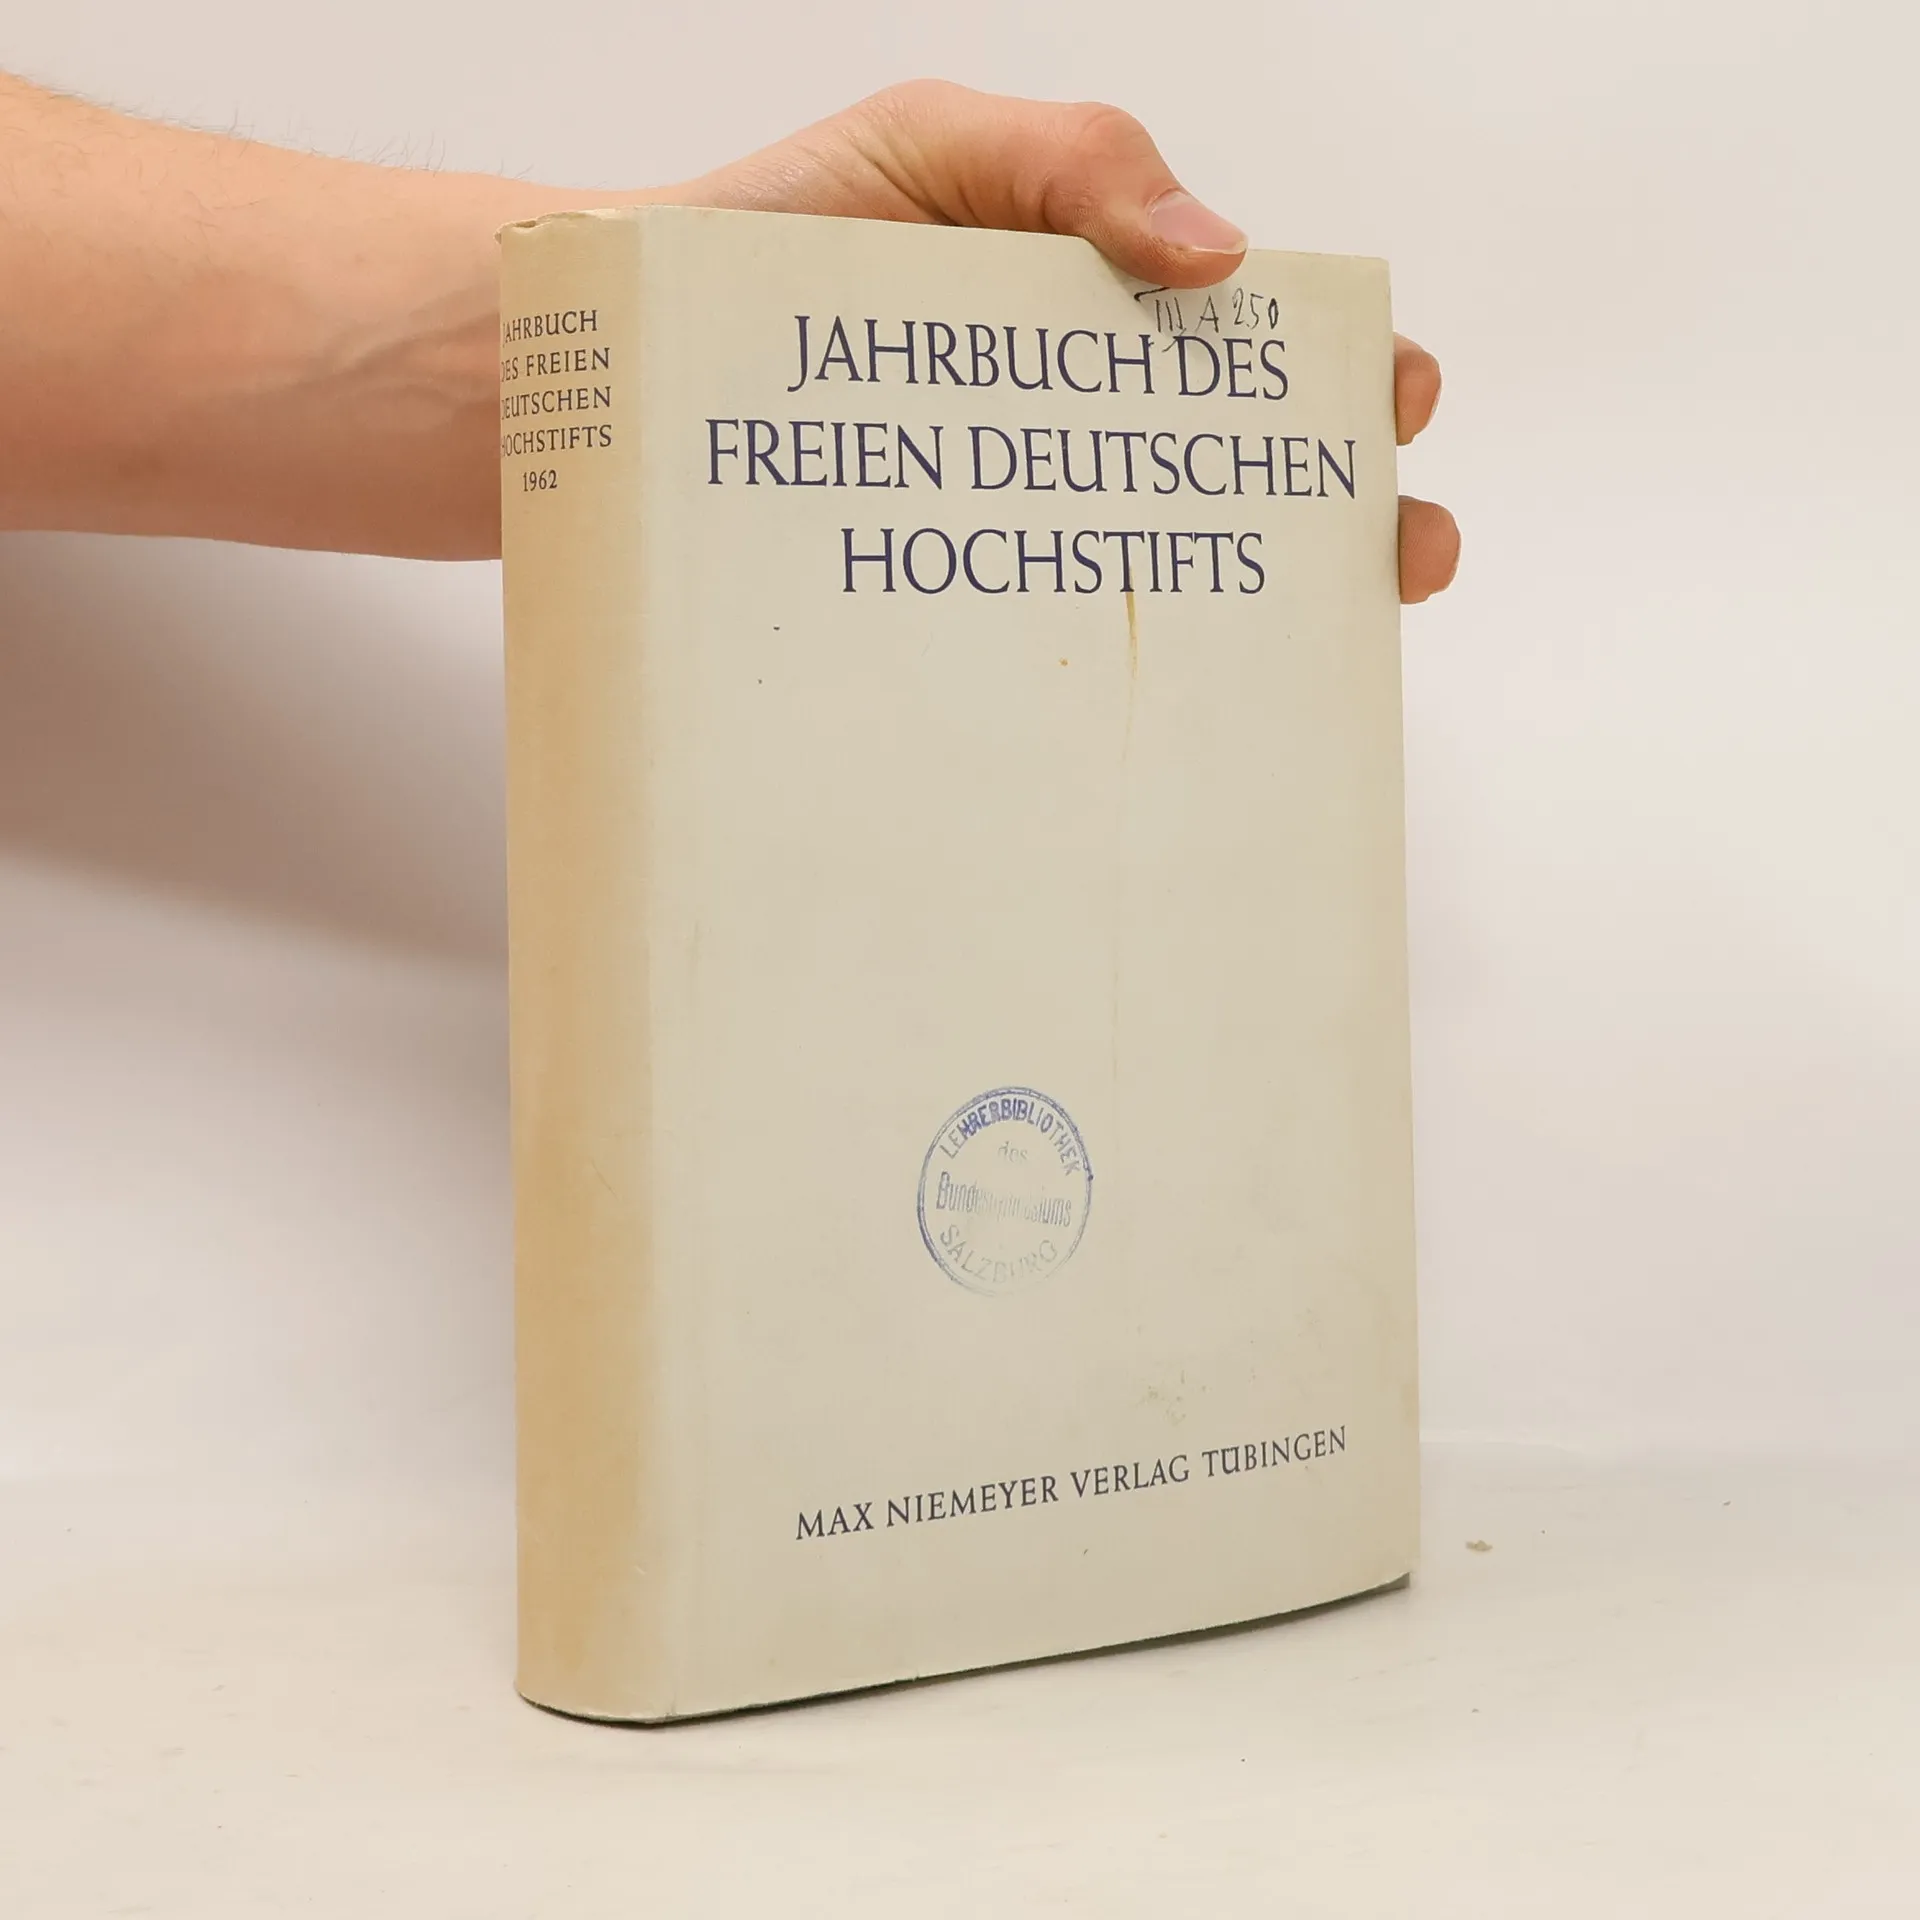 JAHRBUCH
DES FREIEN
DEUTSCHEN
HOCHSTIFTS
1962
III A 250
JAHRBUCH DES
FREIEN DEUTSCHEN
HOCHSTIFTS
LEHRERBIBLIOTHEK
des
SALZBURG
MAX NIEMEYER VERLAG TÜBINGEN